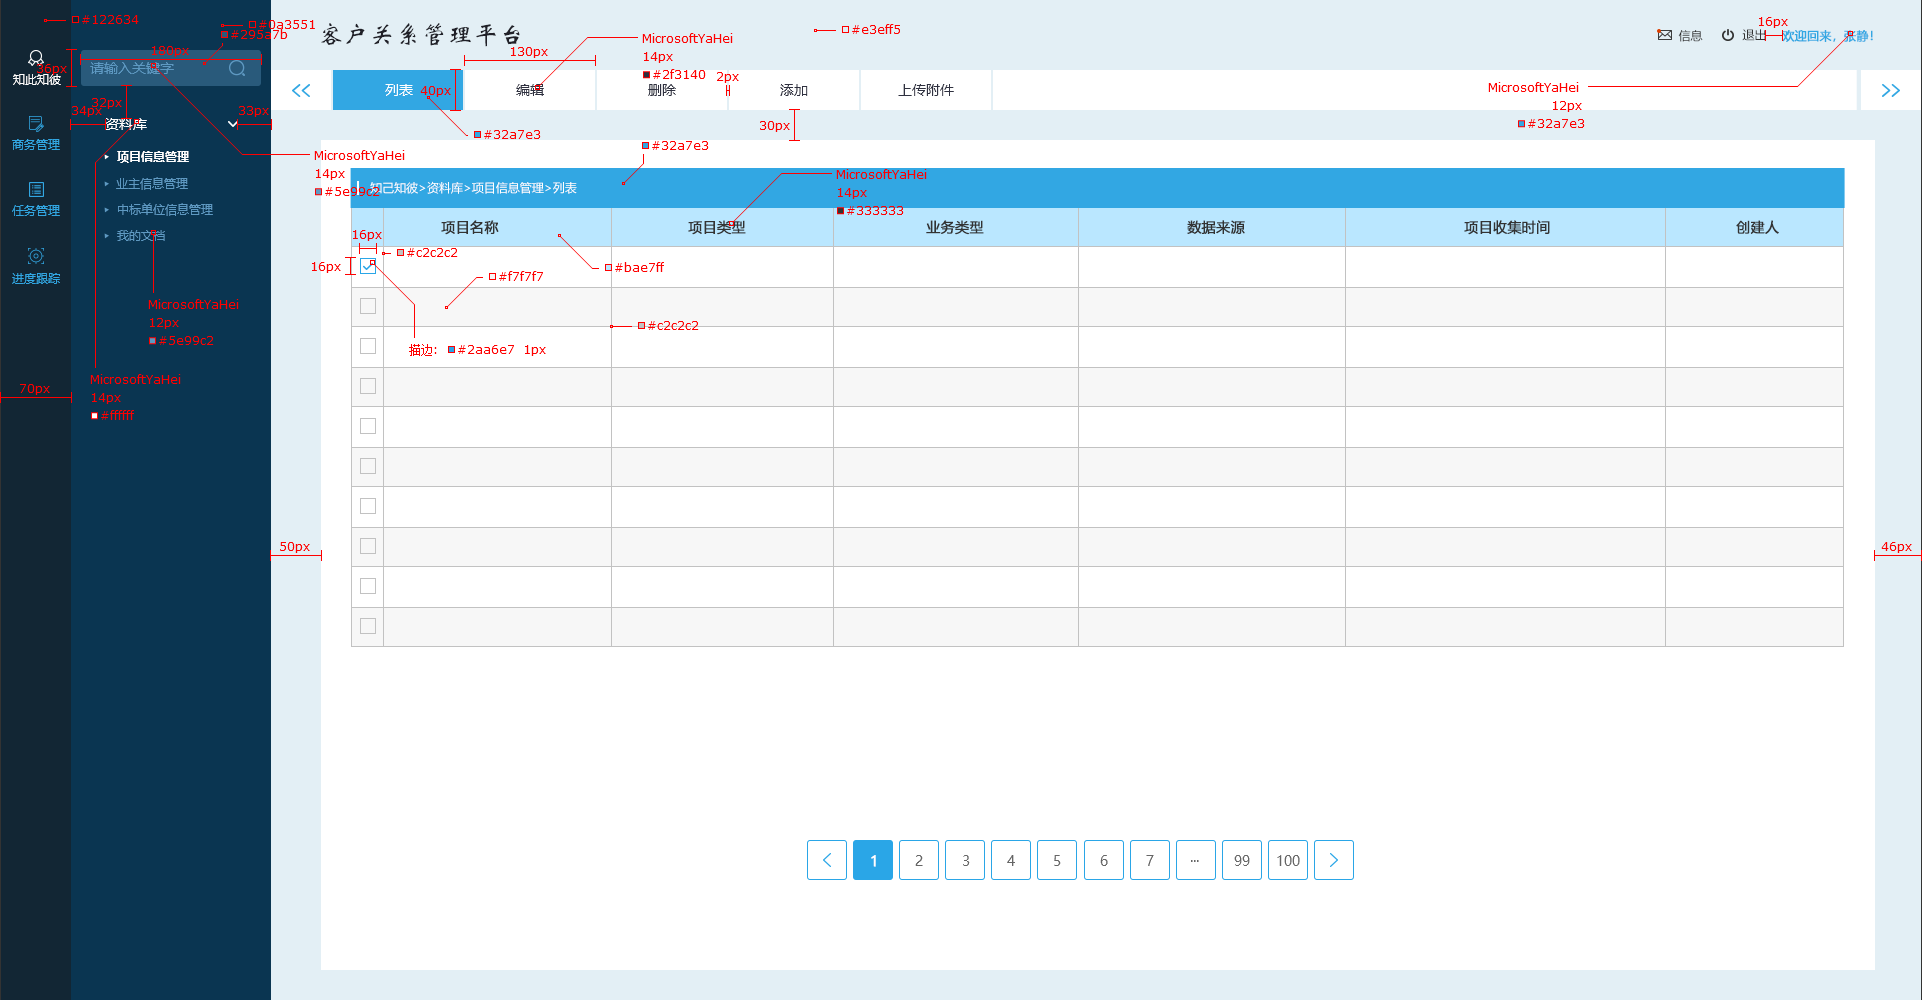 #122634
#0a3551
#295a7b
客户关系管理平台
#e3eff5
信息
退出
16px
欢迎回来，张静！
知此知彼
36px
180px
请输入关键字
130px
MicrosoftYaHei
14px
#2f3140
2px
列表
40px
编辑
删除
添加
上传附件
MicrosoftYaHei
12px
#32a7e3
32px
34px
33px
资料库
#32a7e3
30px
#32a7e3
商务管理
项目信息管理
业主信息管理
中标单位信息管理
我的文档
MicrosoftYaHei
14px
#5e99c2
任务管理
进度跟踪
知己知彼>资料库>项目信息管理>列表
MicrosoftYaHei
14px
#333333
项目名称
项目类型
业务类型
数据来源
项目收集时间
创建人
16px
16px
#c2c2c2
#bae7ff
#f7f7f7
#c2c2c2
描边： #2aa6e7 1px
MicrosoftYaHei
12px
#5e99c2
MicrosoftYaHei
14px
#ffffff
70px
50px
46px
1 2 3 4 5 6 7 ... 99 100